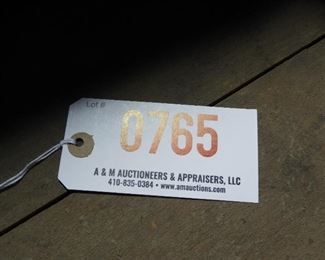 Lot #
0765
A & M AUCTIONEERS & APPRAISERS, LLC
410-835-0384 • www.amauctions.com